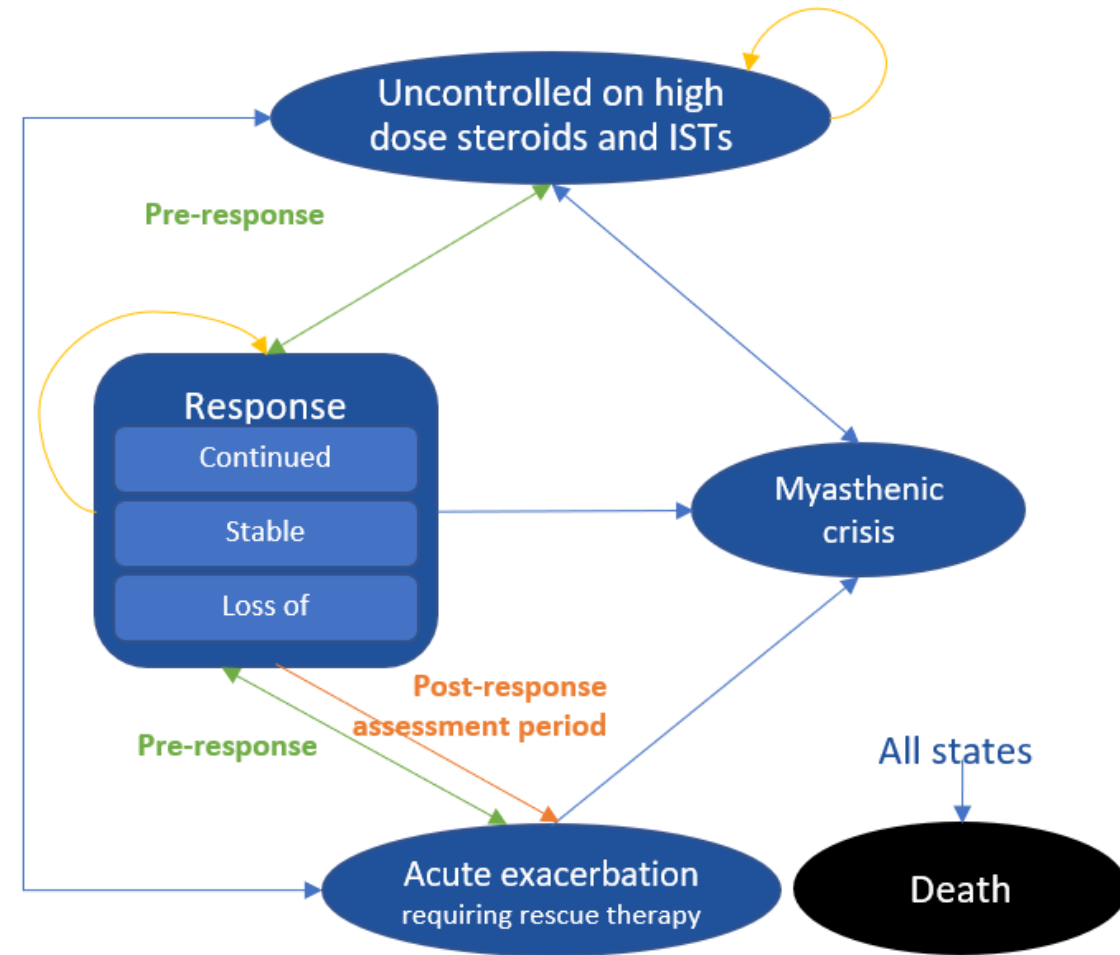 Uncontrolled on high
dose steroids and ISTs
Pre-response
Response
Continued
Stable
Loss of
Myasthenic
crisis
Post-response
assessment period
Pre-response
All states
Acute exacerbation
requiring rescue therapy
Death